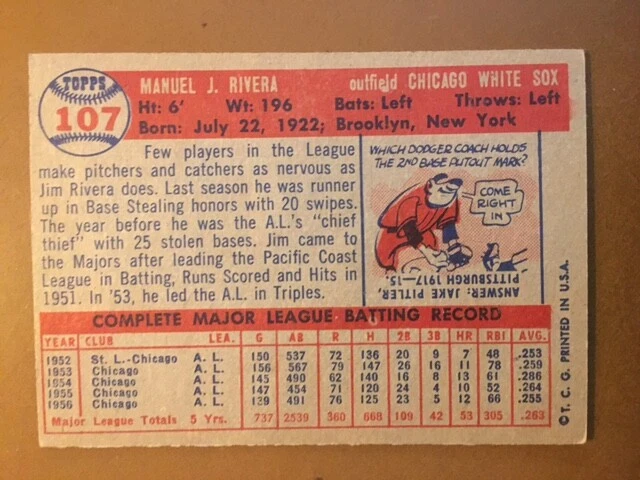 TOPPS
107
MANUEL J. RIVERA outfield CHICAGO WHITE SOX
Ht: 6' Wt: 196 Bats: Left Throws: Left
Born: July 22, 1922; Brooklyn, New York
Few players in the League
make pitchers and catchers as nervous as
Jim Rivera does. Last season he was runner
up in Base Stealing honors with 20 swipes.
The year before he was the A.L.'s "chief
thief" with 25 stolen bases. Jim came to
the Majors after leading the Pacific Coast
League in Batting, Runs Scored and Hits in
1951. In '53, he led the A.L. in Triples.
WHICH DODGER COACH HOLDS
THE 2ND BASE PUTOUT MARK?
COME
RIGHT
IN
ANSWER: JAKE PITLER,
PITTSBURGH 1917—15.
COMPLETE MAJOR LEAGUE BATTING RECORD
YEAR CLUB LEA. G AB R H 2B 3B HR RBI AVG.
1952 St. L.-Chicago A. L. 150 537 72 136 20 9 7 48 .253
1953 Chicago A. L. 156 567 79 147 26 16 11 78 .259
1954 Chicago A. L. 145 490 62 140 16 8 13 61 .286
1955 Chicago A. L. 147 454 71 120 24 4 10 52 .264
1956 Chicago A. L. 139 491 76 125 23 5 12 66 .255
Major League Totals 5 Yrs. 737 2539 360 668 109 42 53 305 .263
©T. C. G. PRINTED IN U.S.A.